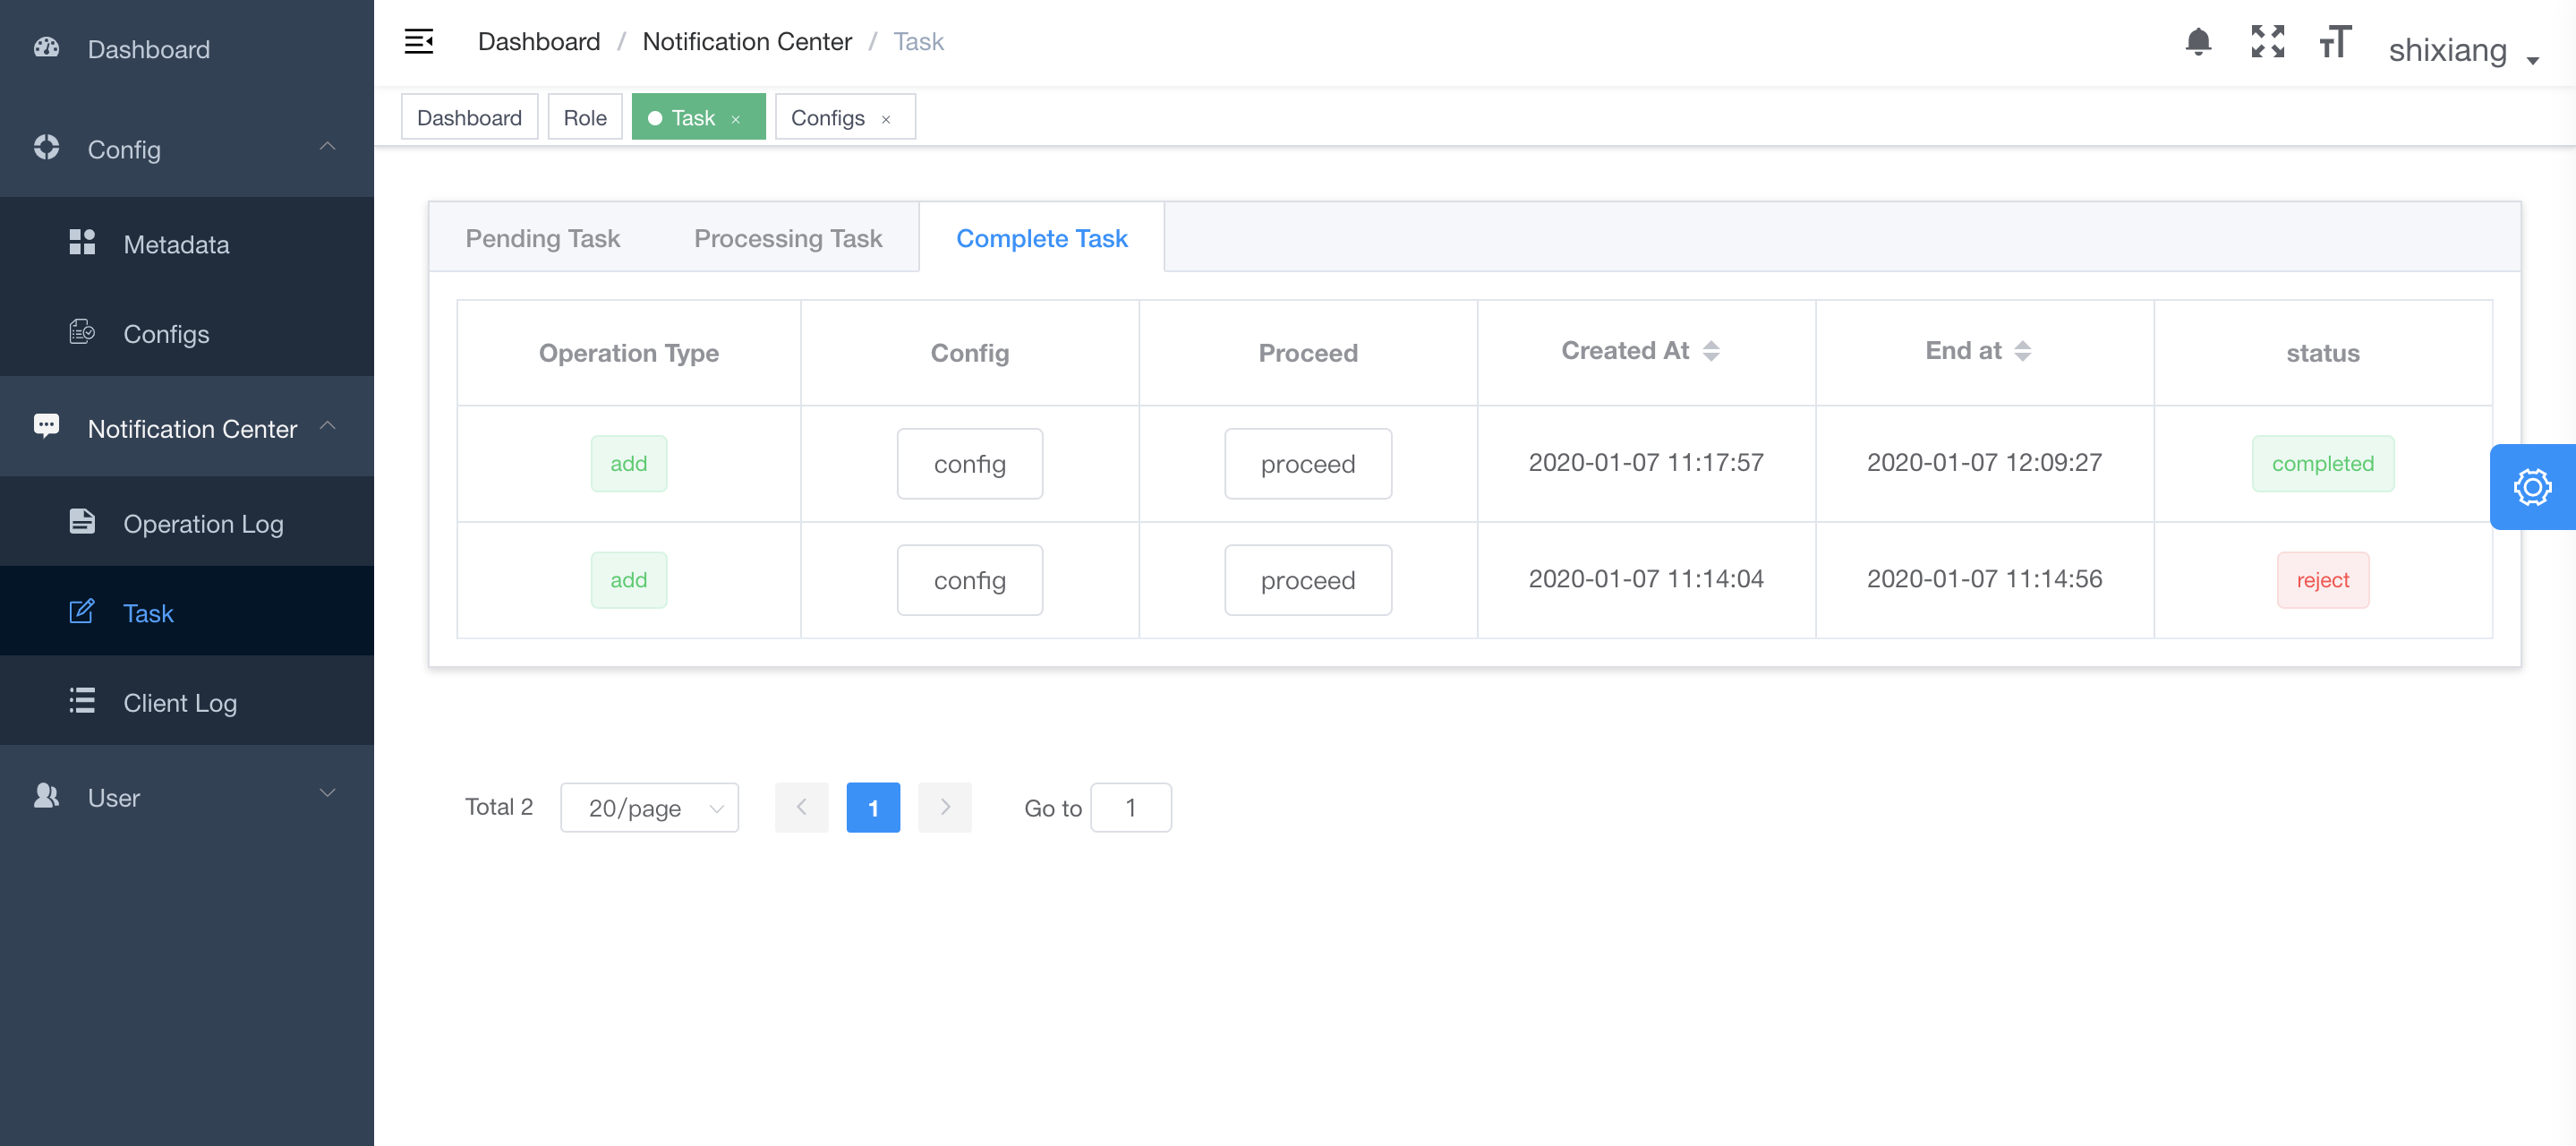 Dashboard
Config
Metadata
Configs
Notification Center
Operation Log
Task
Client Log
User
Dashboard / Notification Center / Task
shixiang
Dashboard Role Task × Configs ×
Pending Task Processing Task Complete Task
Operation Type Config Proceed Created At End at status
add config proceed 2020-01-07 11:17:57 2020-01-07 12:09:27 completed
add config proceed 2020-01-07 11:14:04 2020-01-07 11:14:56 reject
Total 2 20/page 1 Go to 1